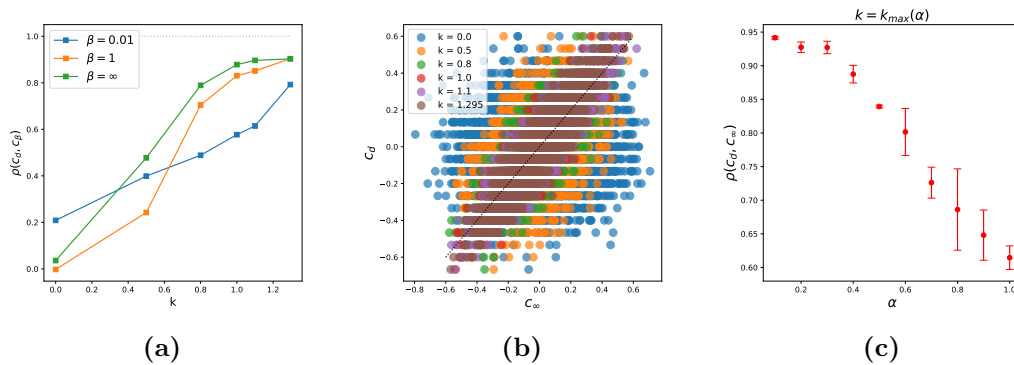 β = 0.01
β = 1
β = ∞
ρ(c_d, c_β)
1.0
0.8
0.6
0.4
0.2
0.0
0.0 0.2 0.4 0.6 0.8 1.0 1.2
k
(a)
k = 0.0
k = 0.5
k = 0.8
k = 1.0
k = 1.1
k = 1.295
c_d
0.6
0.4
0.2
0.0
−0.2
−0.4
−0.6
−0.8 −0.6 −0.4 −0.2 0.0 0.2 0.4 0.6
c_∞
(b)
k = k_max(α)
ρ(c_d, c_∞)
0.95
0.90
0.85
0.80
0.75
0.70
0.65
0.60
0.2 0.4 0.6 0.8 1.0
α
(c)